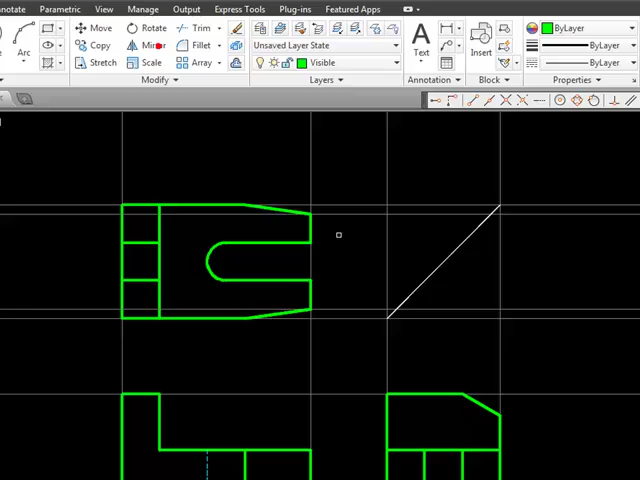 notate Parametric View Manage Output Express Tools Plug-ins Featured Apps
Arc
Move Rotate Trim
Copy Mirror Fillet
Stretch Scale Array
Modify
Unsaved Layer State
Visible
Layers
Text
Annotation
Insert
Block
ByLayer
ByLayer
ByLayer
Properties